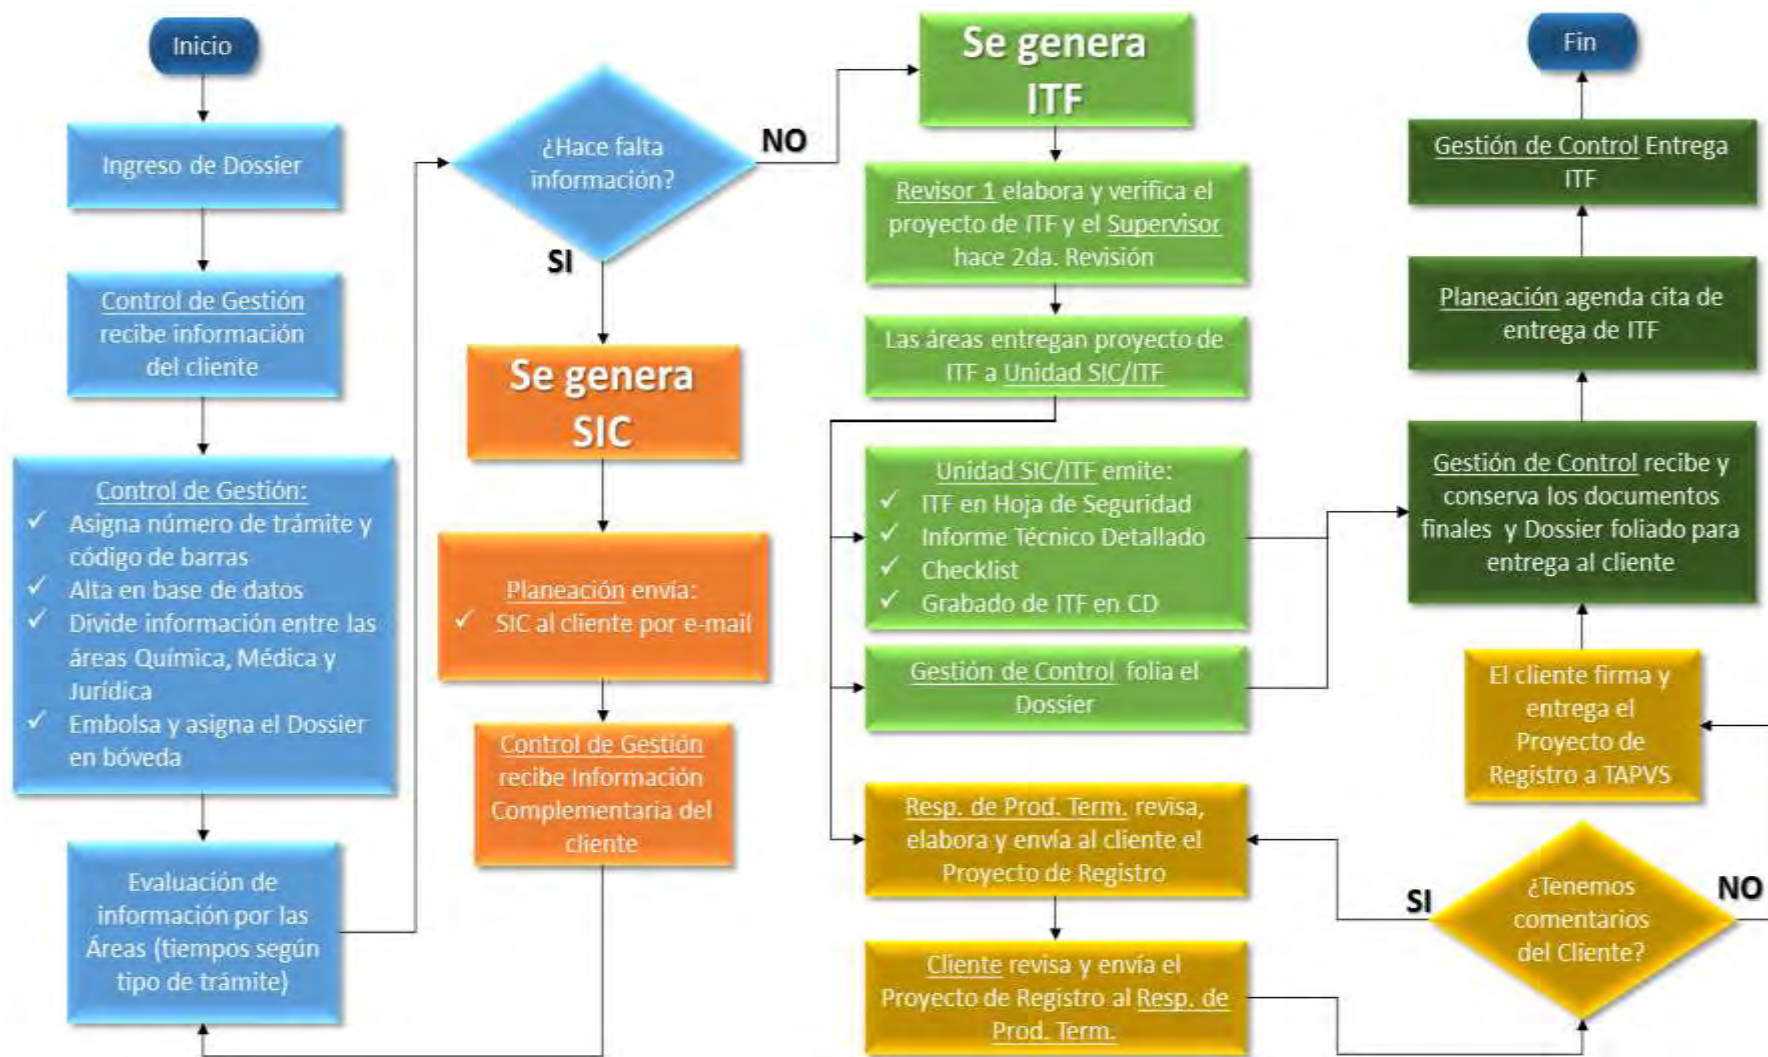 Inicio
Ingreso de Dossier
Control de Gestión
recibe información
del cliente
Control de Gestión:
✓ Asigna número de trámite y
código de barras
✓ Alta en base de datos
✓ Divide información entre las
áreas Química, Médica y
Jurídica
✓ Embolsa y asigna el Dossier
en bóveda
Evaluación de
información por las
Áreas (tiempos según
tipo de trámite)
¿Hace falta
información?
NO
SI
Se genera
SIC
Planeación envía:
✓ SIC al cliente por e-mail
Control de Gestión
recibe Información
Complementaria del
cliente
Se genera
ITF
Revisor 1 elabora y verifica el
proyecto de ITF y el Supervisor
hace 2da. Revisión
Las áreas entregan proyecto de
ITF a Unidad SIC/ITF
Unidad SIC/ITF emite:
✓ ITF en Hoja de Seguridad
✓ Informe Técnico Detallado
✓ Checklist
✓ Grabado de ITF en CD
Gestión de Control folia el
Dossier
Resp. de Prod. Term. revisa,
elabora y envía al cliente el
Proyecto de Registro
Cliente revisa y envía el
Proyecto de Registro al Resp. de
Prod. Term.
¿Tenemos
comentarios
del Cliente?
SI
NO
El cliente firma y
entrega el
Proyecto de
Registro a TAPVS
Gestión de Control recibe y
conserva los documentos
finales y Dossier foliado para
entrega al cliente
Planeación agenda cita de
entrega de ITF
Gestión de Control Entrega
ITF
Fin